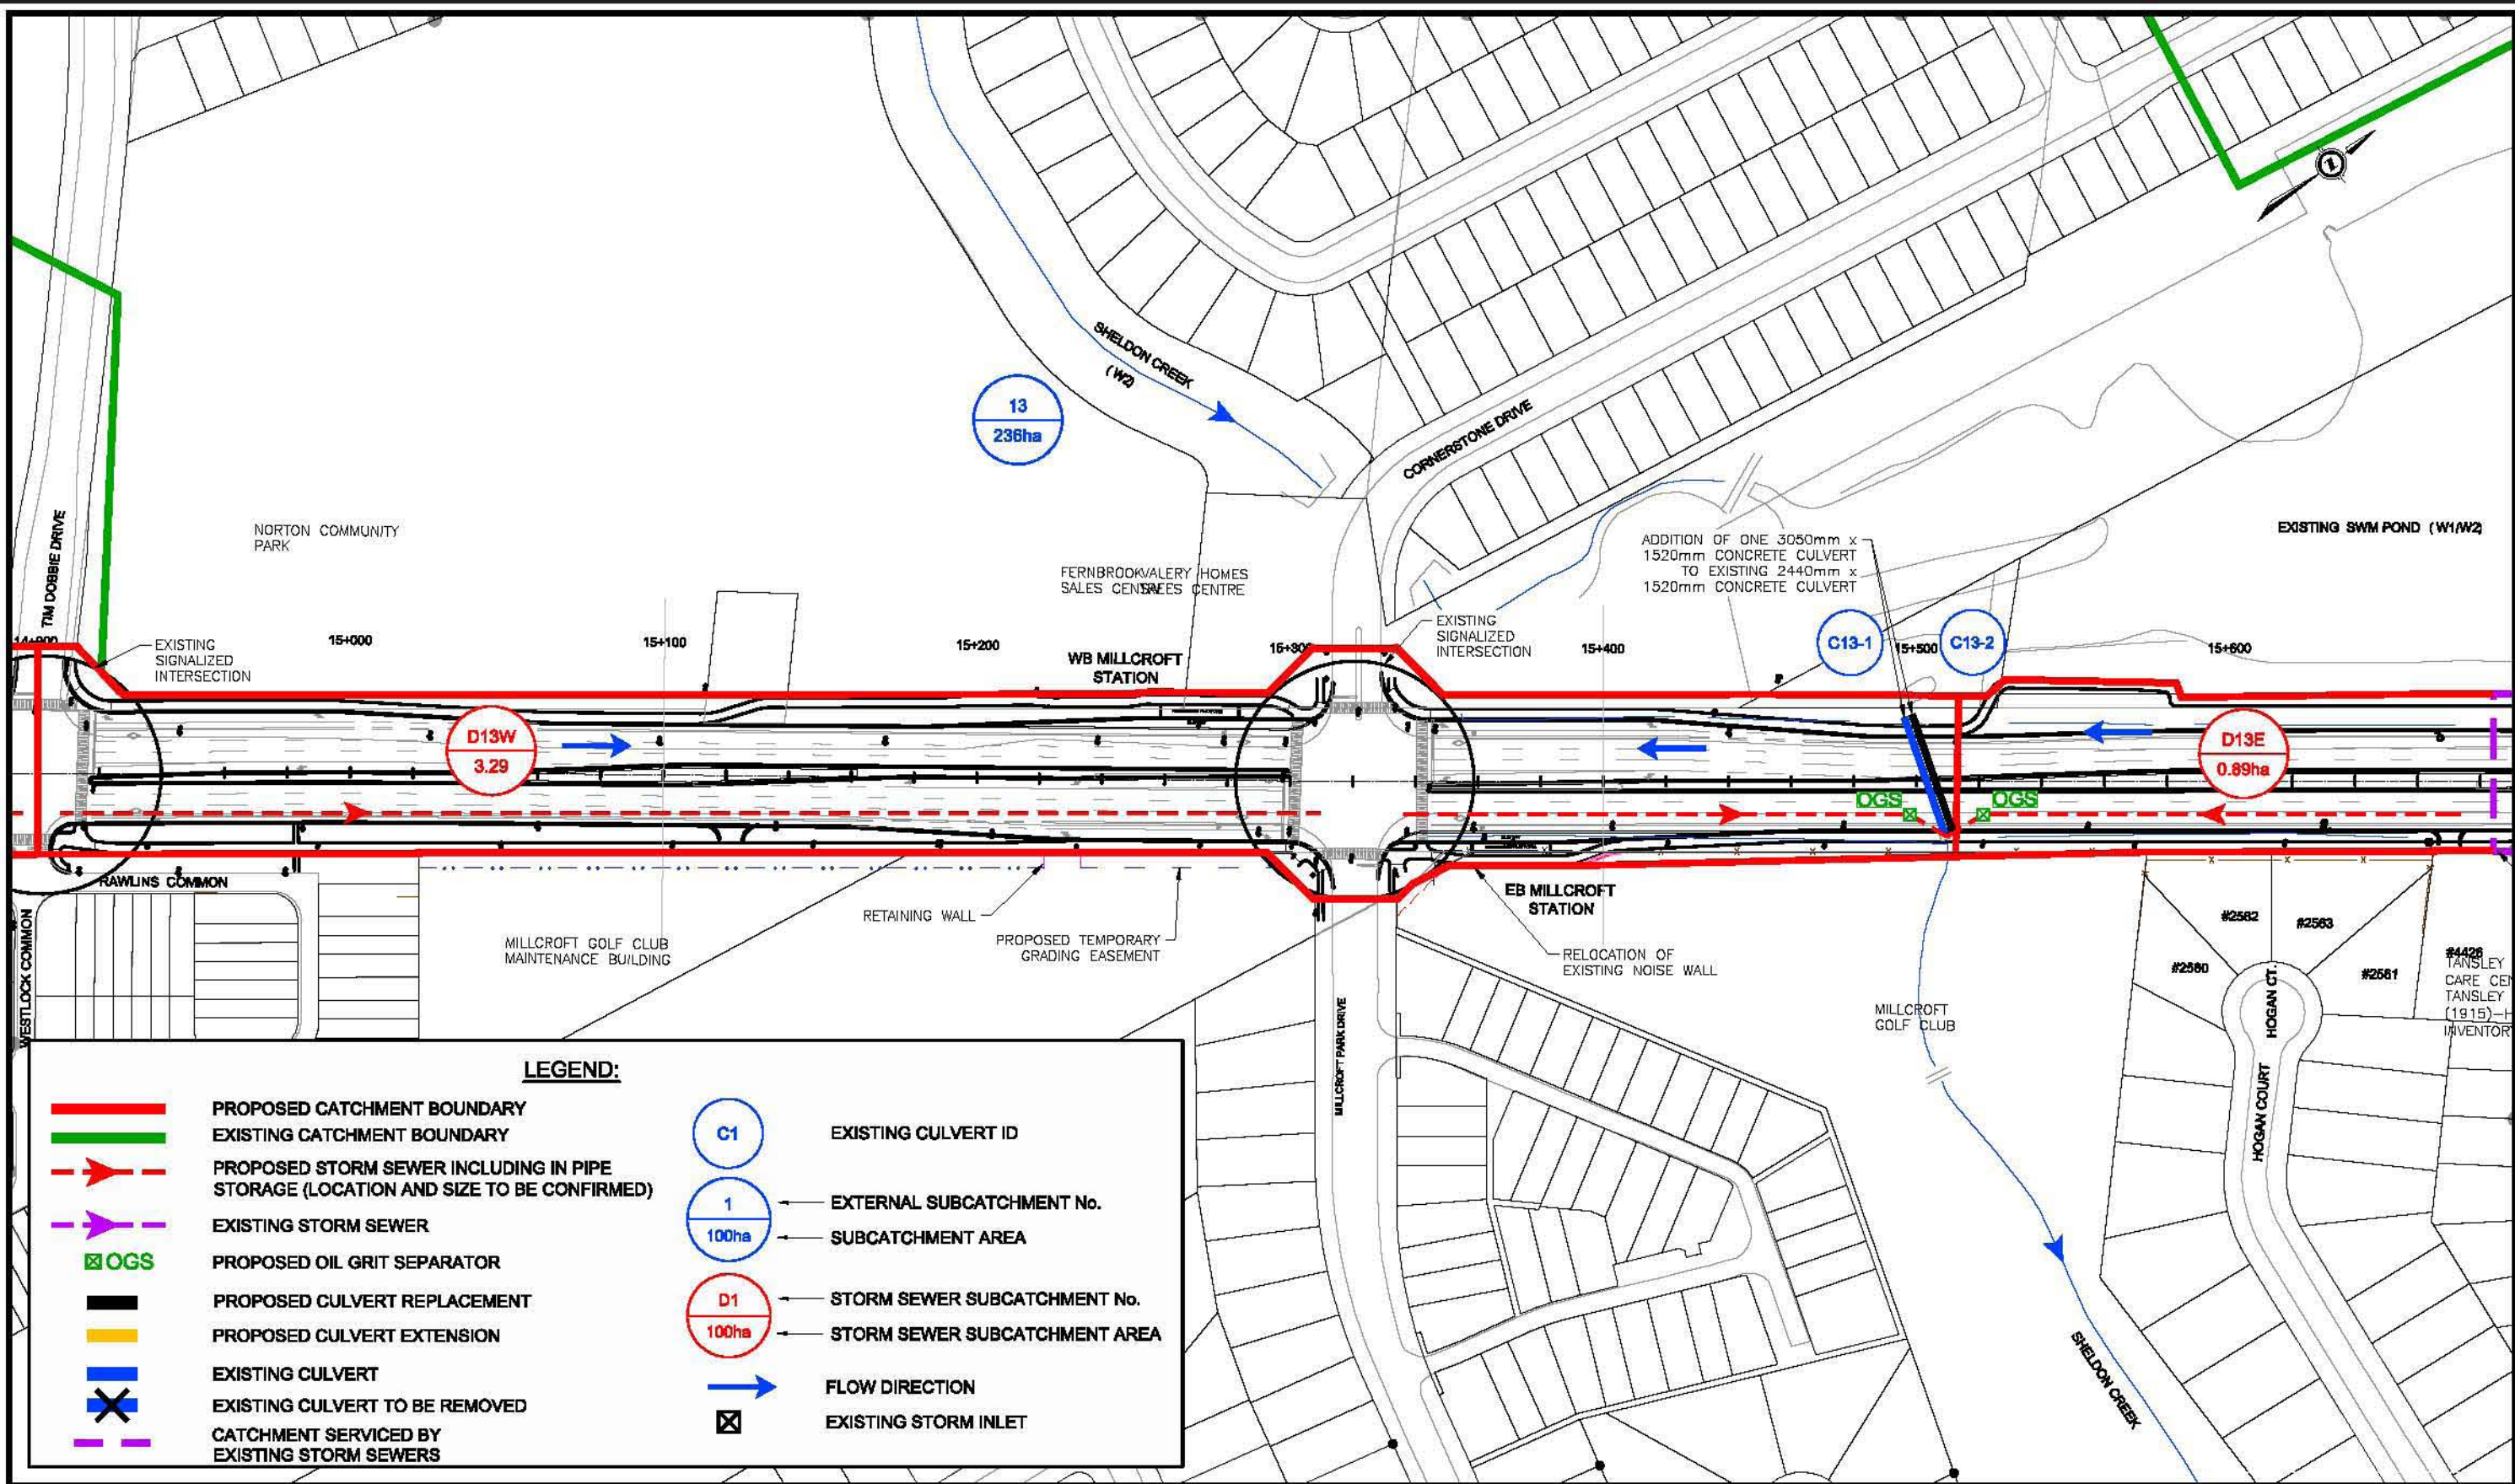 SHELDON CREEK
(W2)
13
236ha
CORNERSTONE DRIVE
TIM DOBBIE DRIVE
NORTON COMMUNITY
PARK
ADDITION OF ONE 3050mm x
1520mm CONCRETE CULVERT
TO EXISTING 2440mm x
1520mm CONCRETE CULVERT
EXISTING SWM POND (W1/W2)
SALES CENTRE
EXISTING
SIGNALIZED
INTERSECTION
EXISTING
SIGNALIZED
INTERSECTION
14+900
15+000
15+100
15+200
15+300
15+400
15+500
15+600
C13-1
C13-2
WB MILLCROFT
STATION
D13W
3.29
D13E
0.89ha
OGS
OGS
RAWLINS COMMON
WESTLOCK COMMON
RETAINING WALL
MILLCROFT GOLF CLUB
MAINTENANCE BUILDING
PROPOSED TEMPORARY
GRADING EASEMENT
EB MILLCROFT
STATION
RELOCATION OF
EXISTING NOISE WALL
#2562
#2563
#2560
#2561
#4426
TANSLEY
CARE CEN
TANSLEY
(1915)-H
INVENTOR
HOGAN CT.
HOGAN COURT
MILLCROFT
GOLF CLUB
MILLCROFT PARK DRIVE
SHELDON CREEK
LEGEND:
PROPOSED CATCHMENT BOUNDARY
EXISTING CATCHMENT BOUNDARY
PROPOSED STORM SEWER INCLUDING IN PIPE
STORAGE (LOCATION AND SIZE TO BE CONFIRMED)
EXISTING STORM SEWER
OGS
PROPOSED OIL GRIT SEPARATOR
PROPOSED CULVERT REPLACEMENT
PROPOSED CULVERT EXTENSION
EXISTING CULVERT
EXISTING CULVERT TO BE REMOVED
CATCHMENT SERVICED BY
EXISTING STORM SEWERS
C1
EXISTING CULVERT ID
1
100ha
EXTERNAL SUBCATCHMENT No.
SUBCATCHMENT AREA
D1
100ha
STORM SEWER SUBCATCHMENT No.
STORM SEWER SUBCATCHMENT AREA
FLOW DIRECTION
EXISTING STORM INLET